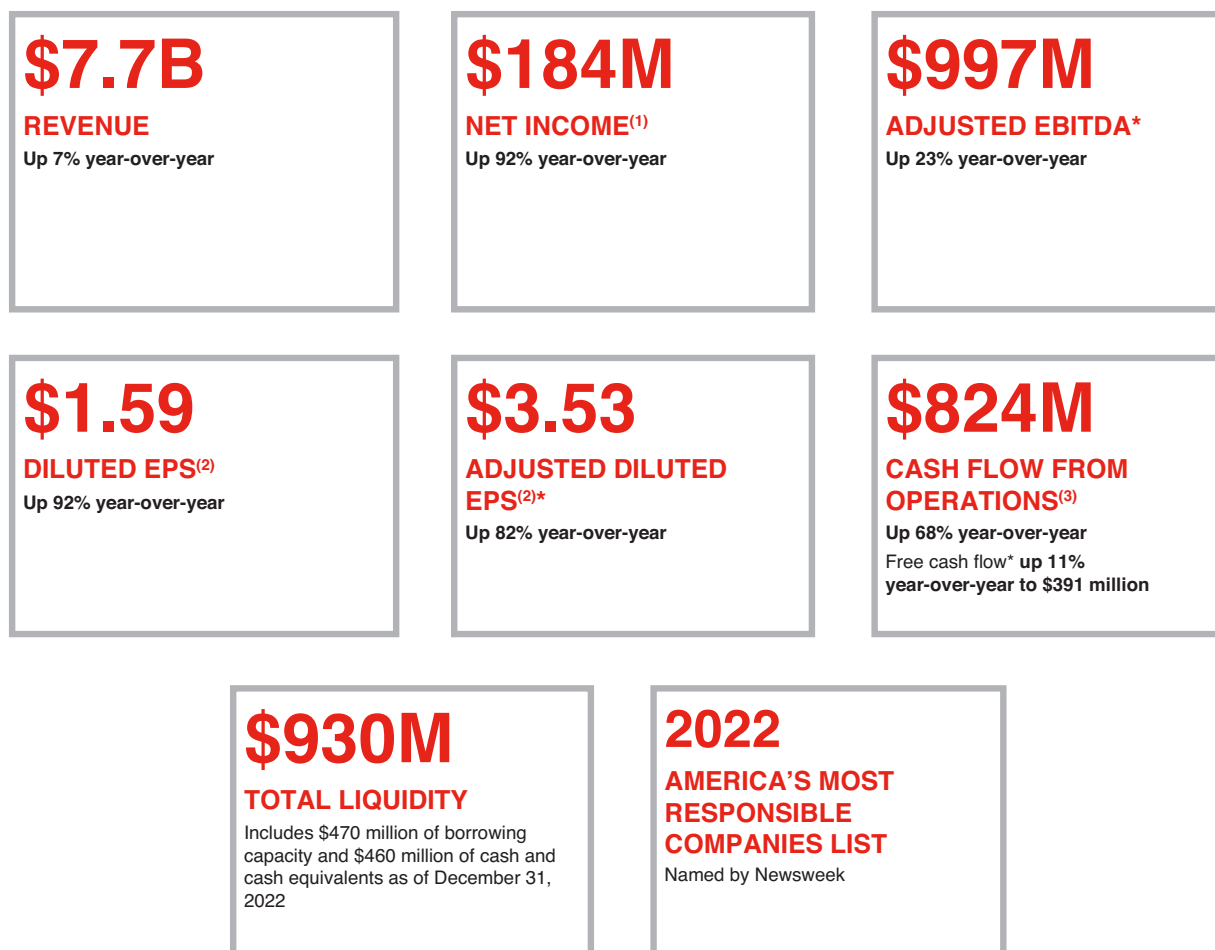 $7.7B
REVENUE
Up 7% year-over-year
$184M
NET INCOME(1)
Up 92% year-over-year
$997M
ADJUSTED EBITDA*
Up 23% year-over-year
$1.59
DILUTED EPS(2)
Up 92% year-over-year
$3.53
ADJUSTED DILUTED
EPS(2)*
Up 82% year-over-year
$824M
CASH FLOW FROM
OPERATIONS(3)
Up 68% year-over-year
Free cash flow* up 11%
year-over-year to $391 million
$930M
TOTAL LIQUIDITY
Includes $470 million of borrowing
capacity and $460 million of cash and
cash equivalents as of December 31,
2022
2022
AMERICA’S MOST
RESPONSIBLE
COMPANIES LIST
Named by Newsweek